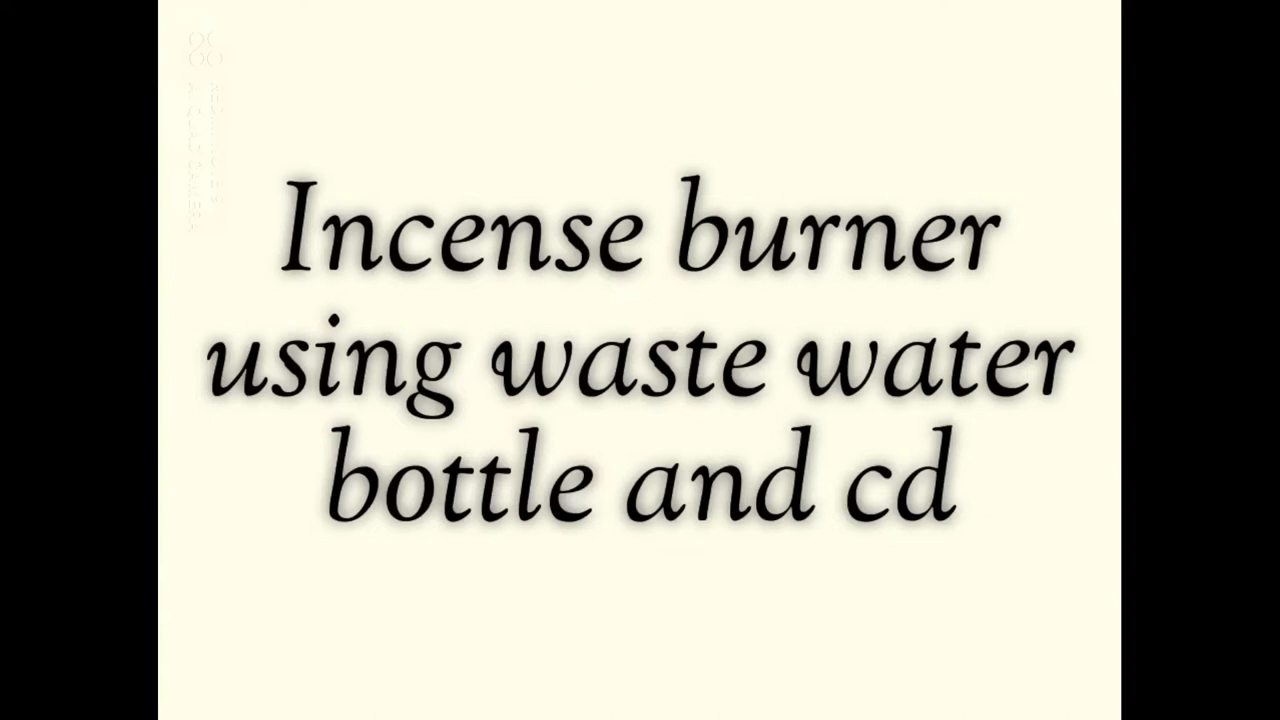 Incense burner
using waste water
bottle and cd